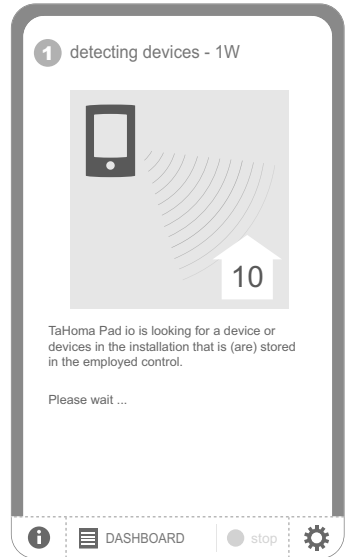 1 detecting devices - 1W
10
TaHoma Pad io is looking for a device or
devices in the installation that is (are) stored
in the employed control.
Please wait ...
i DASHBOARD stop